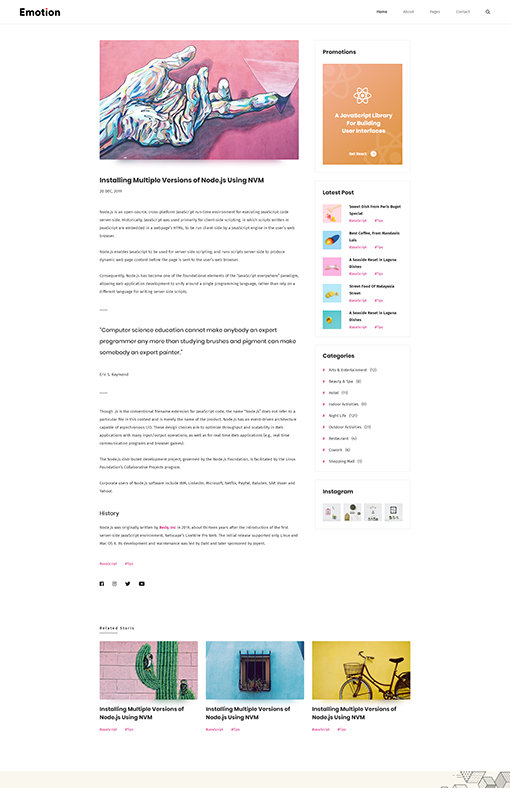 Emotion
Home About Pages Contact
Installing Multiple Versions of Node.js Using NVM
20 DEC, 2019
Node.js is an open-source, cross-platform JavaScript run-time environment for executing JavaScript code
server-side. Historically, JavaScript was used primarily for client-side scripting, in which scripts written in
JavaScript are embedded in a webpage's HTML, to be run client-side by a JavaScript engine in the user's web
browser.
Node.js enables JavaScript to be used for server-side scripting, and runs scripts server-side to produce
dynamic web page content before the page is sent to the user's web browser.
Consequently, Node.js has become one of the foundational elements of the "JavaScript everywhere" paradigm,
allowing web application development to unify around a single programming language, rather than rely on a
different language for writing server side scripts.
"Computer science education cannot make anybody an expert
programmer any more than studying brushes and pigment can make
somebody an expert painter."
Eric S. Raymond
Though .js is the conventional filename extension for JavaScript code, the name "Node.js" does not refer to a
particular file in this context and is merely the name of the product. Node.js has an event-driven architecture
capable of asynchronous I/O. These design choices aim to optimize throughput and scalability in Web
applications with many input/output operations, as well as for real-time Web applications (e.g., real-time
communication programs and browser games).
The Node.js distributed development project, governed by the Node.js Foundation, is facilitated by the Linux
Foundation's Collaborative Projects program.
Corporate users of Node.js software include IBM, LinkedIn, Microsoft, Netflix, PayPal, Rakuten, SAP, Voxer and
Yahoo!.
History
Node.js was originally written by in 2019, about thirteen years after the introduction of the first
server-side JavaScript environment, Netscape's LiveWire Pro Web. The initial release supported only Linux and
Mac OS X. Its development and maintenance was led by Dahl and later sponsored by Joyent.
#JavaScript #Tips
Promotions
A JavaScript Library
For Building
User Interfaces
Get React
Latest Post
Sweet Dish From Paris Buget
Special
#JavaScript #Tips
Best Coffee, from Mandavie
Lals
#JavaScript #Tips
A Seaside Reset in Laguna
Dishes
#JavaScript #Tips
Street Food Of Malayasia
Street
#JavaScript #Tips
A Seaside Reset in Laguna
Dishes
#JavaScript #Tips
Categories
Arts & Entertainment (12)
Beauty & Spa (8)
Hotel (11)
Indoor Activities (9)
Night Life (121)
Outdoor Activities (21)
Restaurant (4)
Cowork (8)
Shopping Mall (1)
Instagram
Related Storis
Installing Multiple Versions of
Node.js Using NVM
#JavaScript #Tips
Installing Multiple Versions of
Node.js Using NVM
#JavaScript #Tips
Installing Multiple Versions of
Node.js Using NVM
#JavaScript #Tips